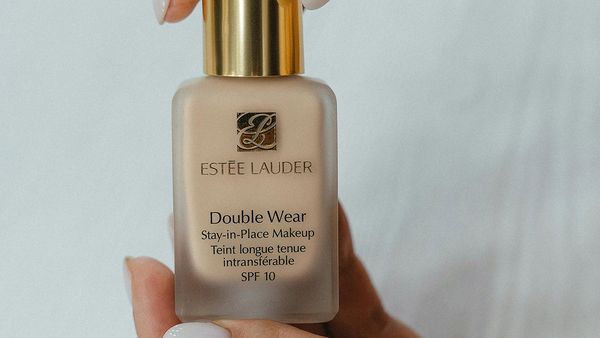 ESTĒE LAUDER
Double Wear
Stay-in-Place Makeup
Teint longue tenue
intransférable
SPF 10